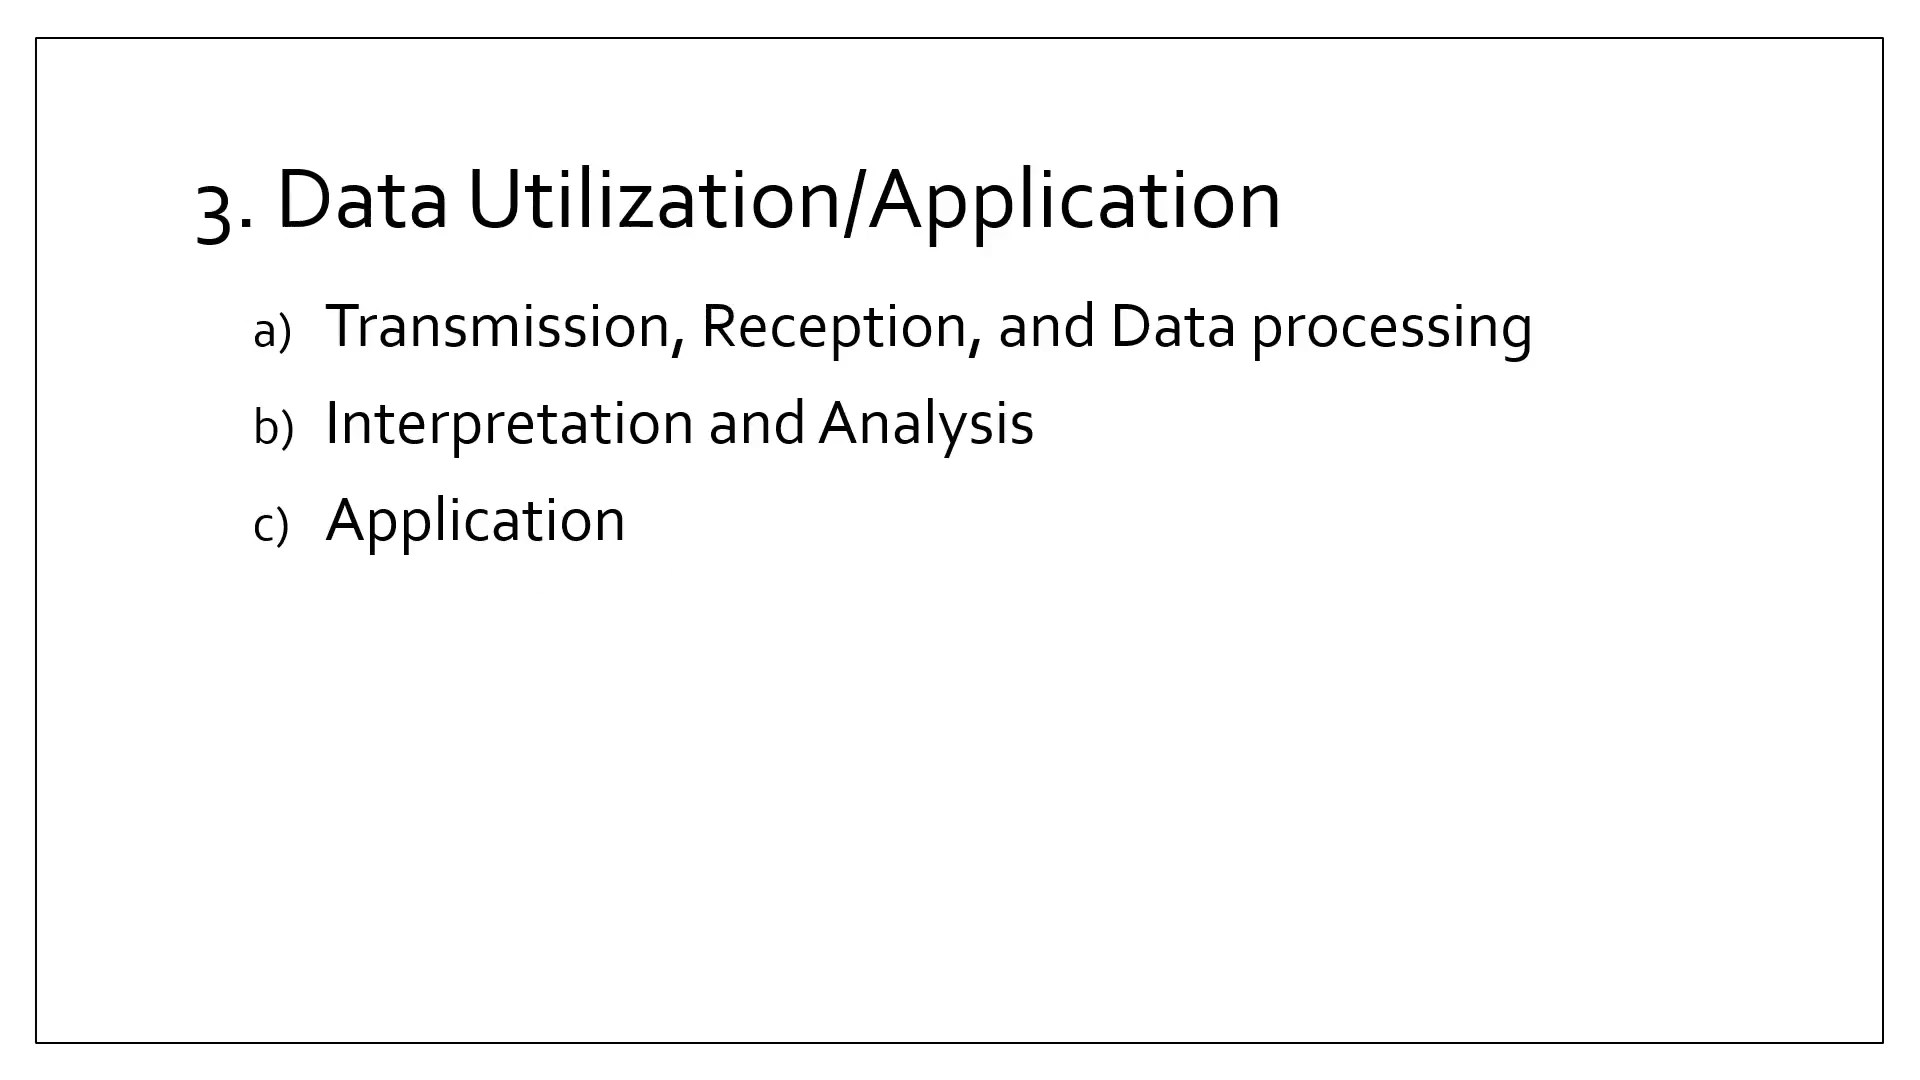 3. Data Utilization/Application
a) Transmission, Reception, and Data processing
b) Interpretation and Analysis
c) Application